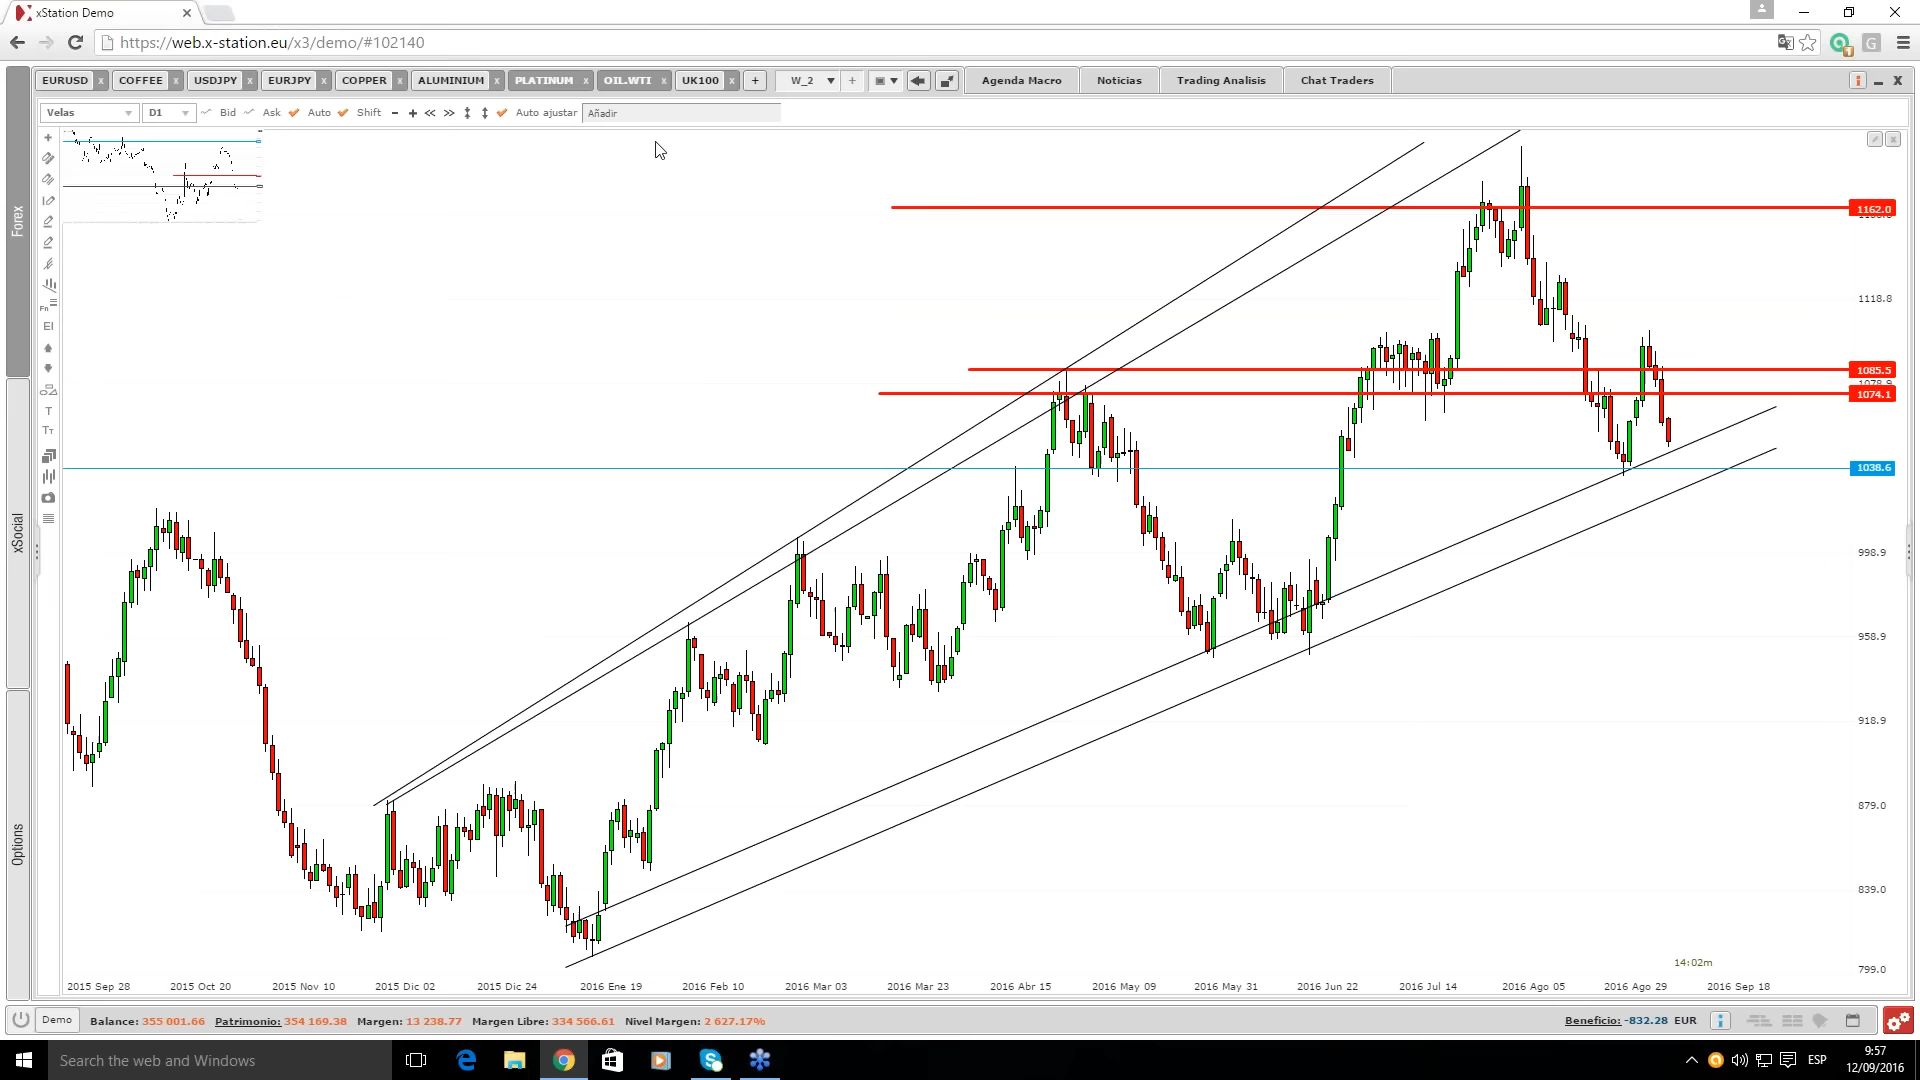 xStation Demo
https://web.x-station.eu/x3/demo/#102140
EURUSD x COFFEE x USDJPY x EURJPY x COPPER x ALUMINIUM x PLATINUM x OIL.WTI x UK100 x + W_2 + Agenda Macro Noticias Trading Analisis Chat Traders
Velas D1 Bid Ask Auto Shift Auto ajustar Añadir
Forex
xSocial
Options
Fn
EI
T
TT
1162.0
1118.8
1085.5
1078.9
1074.1
1038.6
998.9
958.9
918.9
879.0
839.0
14:02m
799.0
2015 Sep 28 2015 Oct 20 2015 Nov 10 2015 Dic 02 2015 Dic 24 2016 Ene 19 2016 Feb 10 2016 Mar 03 2016 Mar 23 2016 Abr 15 2016 May 09 2016 May 31 2016 Jun 22 2016 Jul 14 2016 Ago 05 2016 Ago 29 2016 Sep 18
Demo Balance: 355 001.66 Patrimonio: 354 169.38 Margen: 13 238.77 Margen Libre: 334 566.61 Nivel Margen: 2 627.17% Beneficio: -832.28 EUR
Search the web and Windows
ESP
9:57
12/09/2016